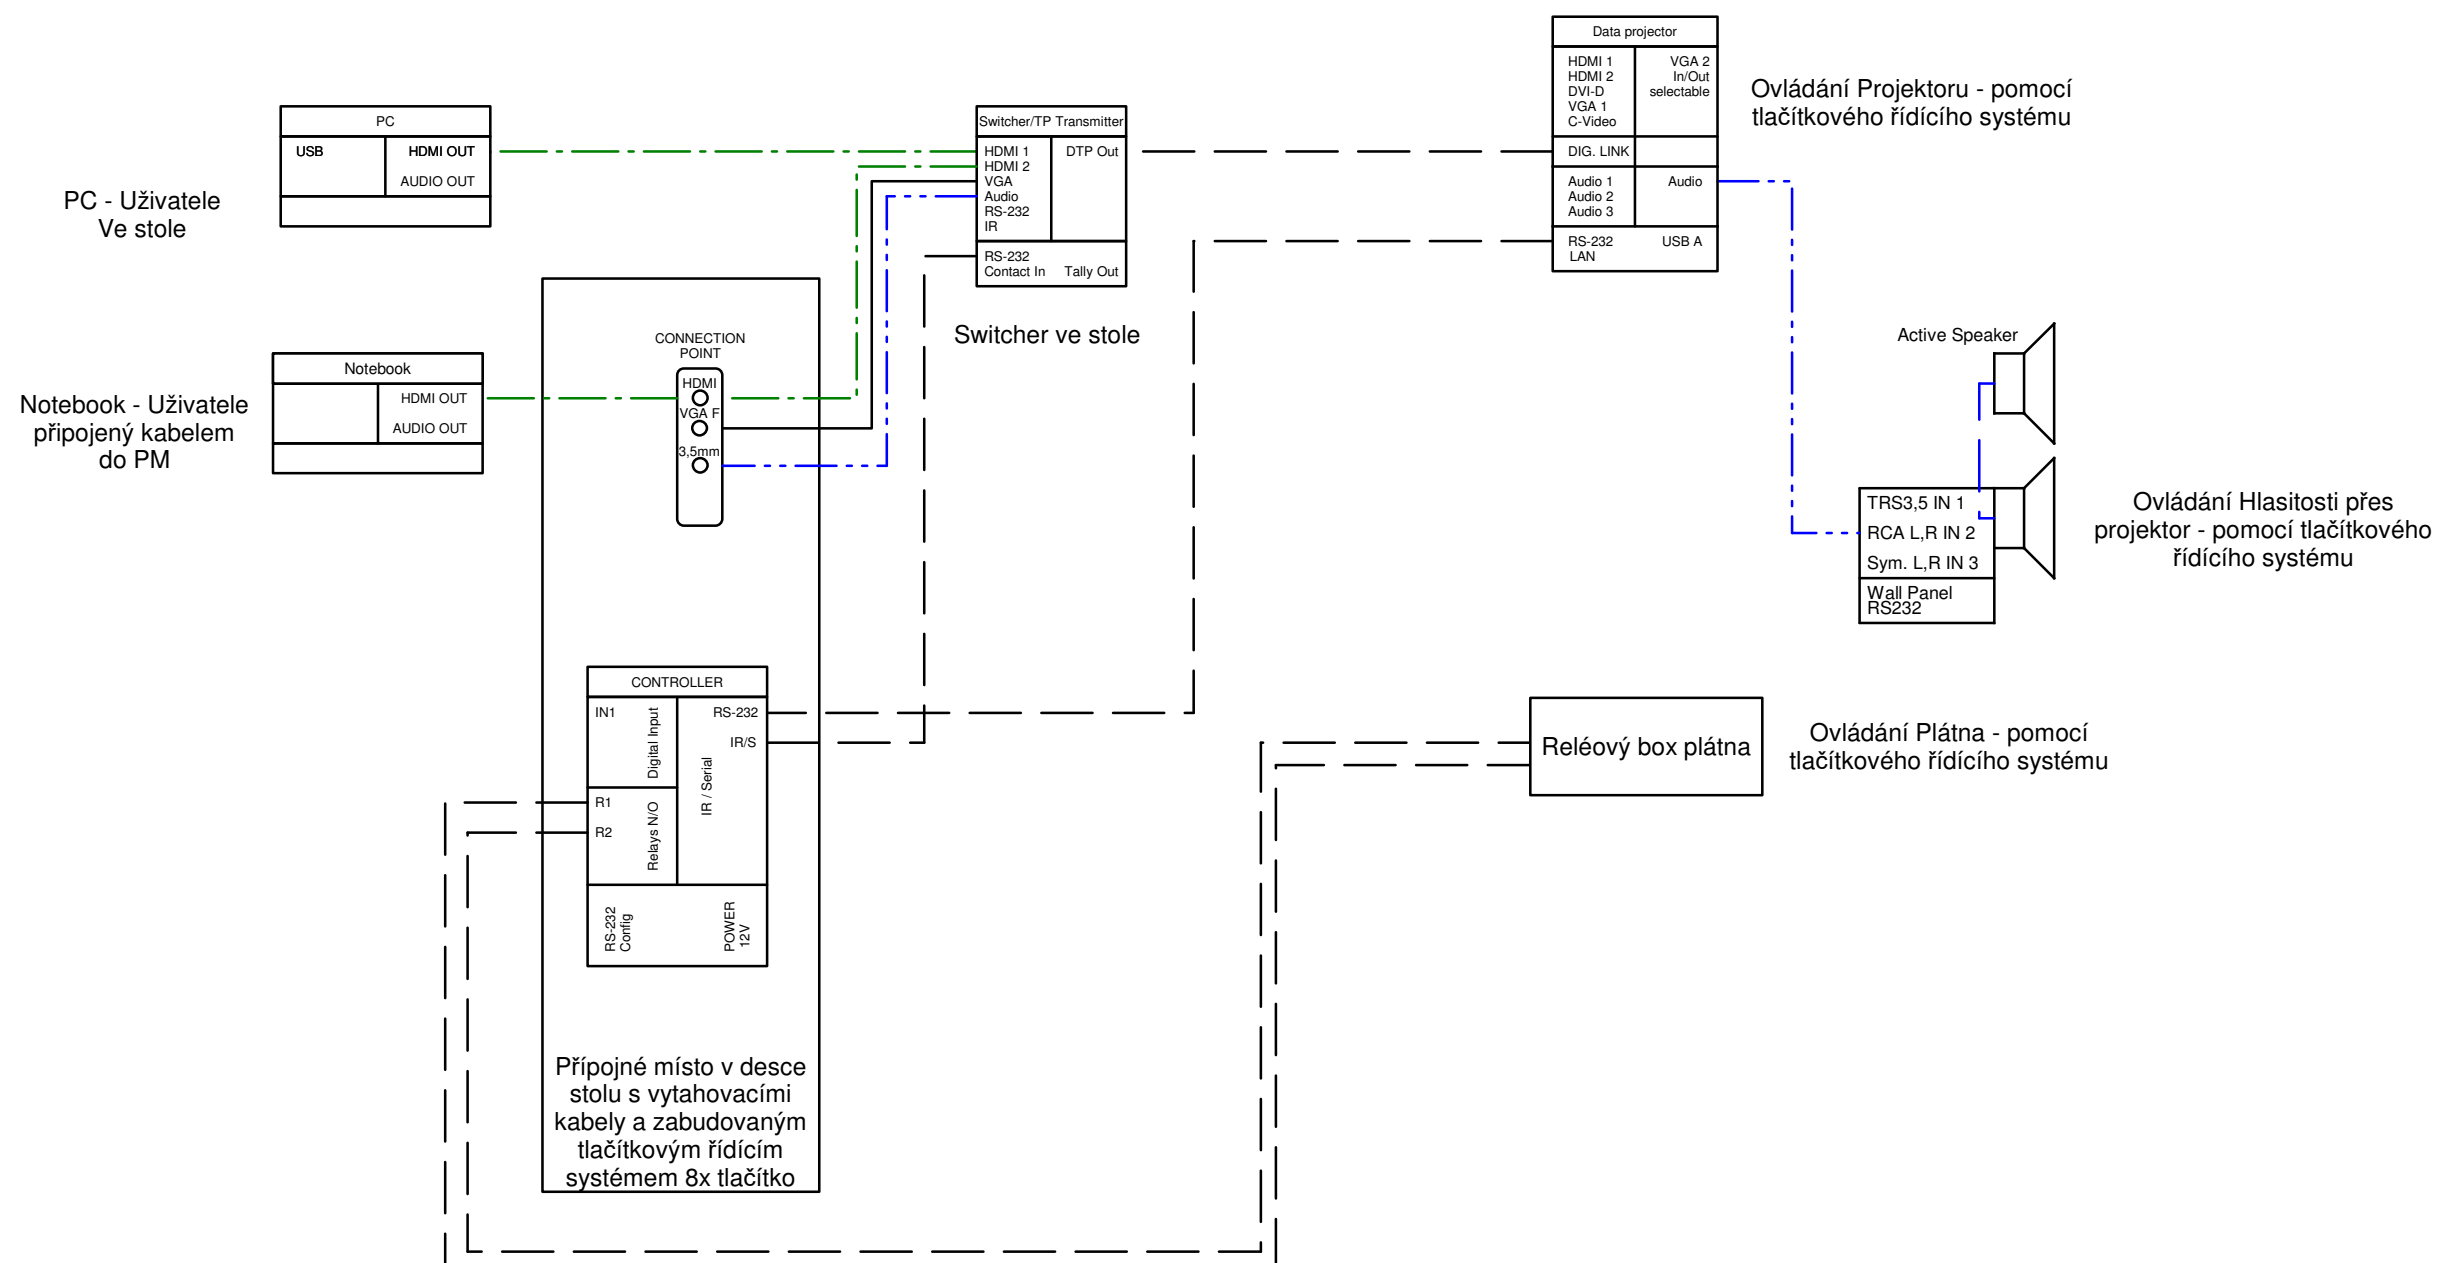 Data projector
HDMI 1
HDMI 2
DVI-D
VGA 1
C-Video
VGA 2
In/Out
selectable
DIG. LINK
Audio 1
Audio 2
Audio 3
Audio
RS-232
LAN
USB A
Ovládání Projektoru - pomocí
tlačítkového řídícího systému
PC
USB
HDMI OUT
AUDIO OUT
PC - Uživatele
Ve stole
Switcher/TP Transmitter
HDMI 1
HDMI 2
VGA
Audio
RS-232
IR
DTP Out
RS-232
Contact In
Tally Out
Switcher ve stole
Notebook
HDMI OUT
AUDIO OUT
Notebook - Uživatele
připojený kabelem
do PM
CONNECTION
POINT
HDMI
VGA F
3,5mm
Active Speaker
TRS3,5 IN 1
RCA L,R IN 2
Sym. L,R IN 3
Wall Panel
RS232
Ovládání Hlasitosti přes
projektor - pomocí tlačítkového
řídícího systému
CONTROLLER
IN1
Digital Input
RS-232
IR/S
IR / Serial
R1
R2
Relays N/O
RS-232
Config
POWER
12V
Reléový box plátna
Ovládání Plátna - pomocí
tlačítkového řídícího systému
Přípojné místo v desce
stolu s vytahovacími
kabely a zabudovaným
tlačítkovým řídícím
systémem 8x tlačítko